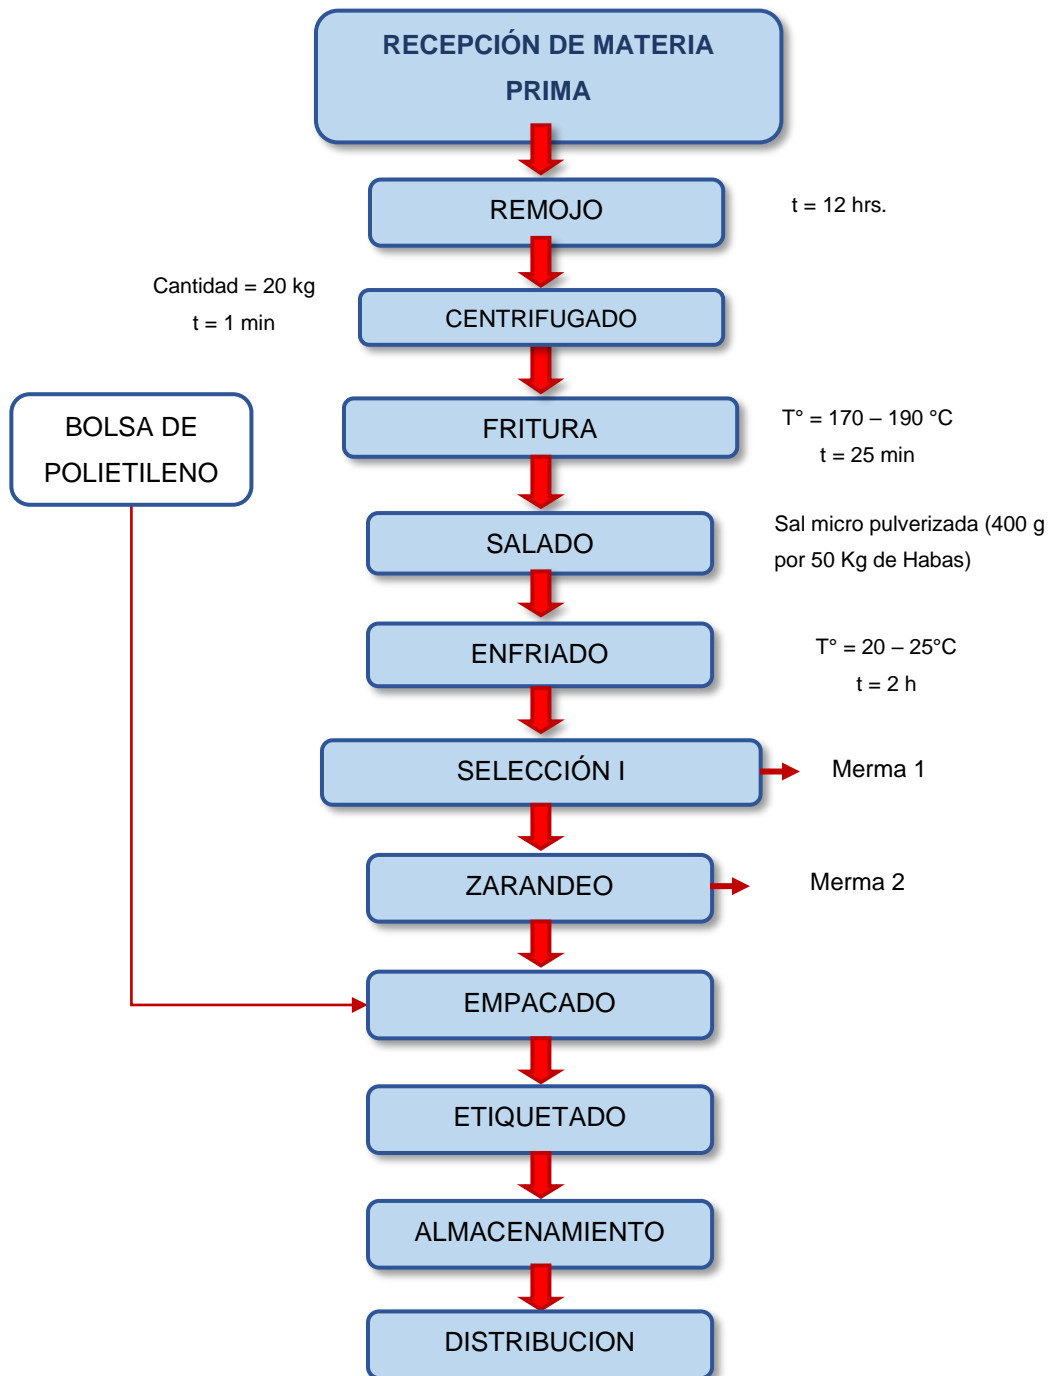 RECEPCIÓN DE MATERIA
PRIMA
REMOJO
t = 12 hrs.
Cantidad = 20 kg
t = 1 min
CENTRIFUGADO
BOLSA DE
POLIETILENO
FRITURA
T° = 170 – 190 °C
t = 25 min
SALADO
Sal micro pulverizada (400 g
por 50 Kg de Habas)
ENFRIADO
T° = 20 – 25°C
t = 2 h
SELECCIÓN I
Merma 1
ZARANDEO
Merma 2
EMPACADO
ETIQUETADO
ALMACENAMIENTO
DISTRIBUCION